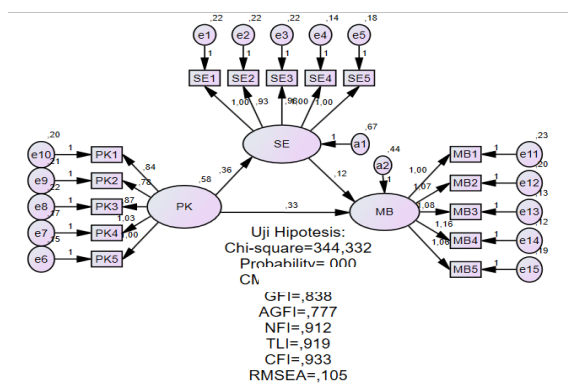 ,22 ,22 ,22 ,14 ,18
e1 e2 e3 e4 e5
1 1 1 1 1
SE1 SE2 SE3 SE4 SE5
1,00 ,93 1,00
SE
1 a1 ,67
,36 ,12
,44
a2
1
,20
e10 1 PK1 ,84
,21
e9 1 PK2 ,78
,22
e8 1 PK3 ,87
e7 1 PK4 1,03
e6 1 PK5
,58
PK
,33
MB
1,00 MB1 1 e11 ,23
1,07 MB2 1 e12 ,20
1,08 MB3 1 e13
1,16 MB4 1 e14
MB5 1 e15 ,19
Uji Hipotesis:
Chi-square=344,332
Probability=,000
GFI=,838
AGFI=,777
NFI=,912
TLI=,919
CFI=,933
RMSEA=,105